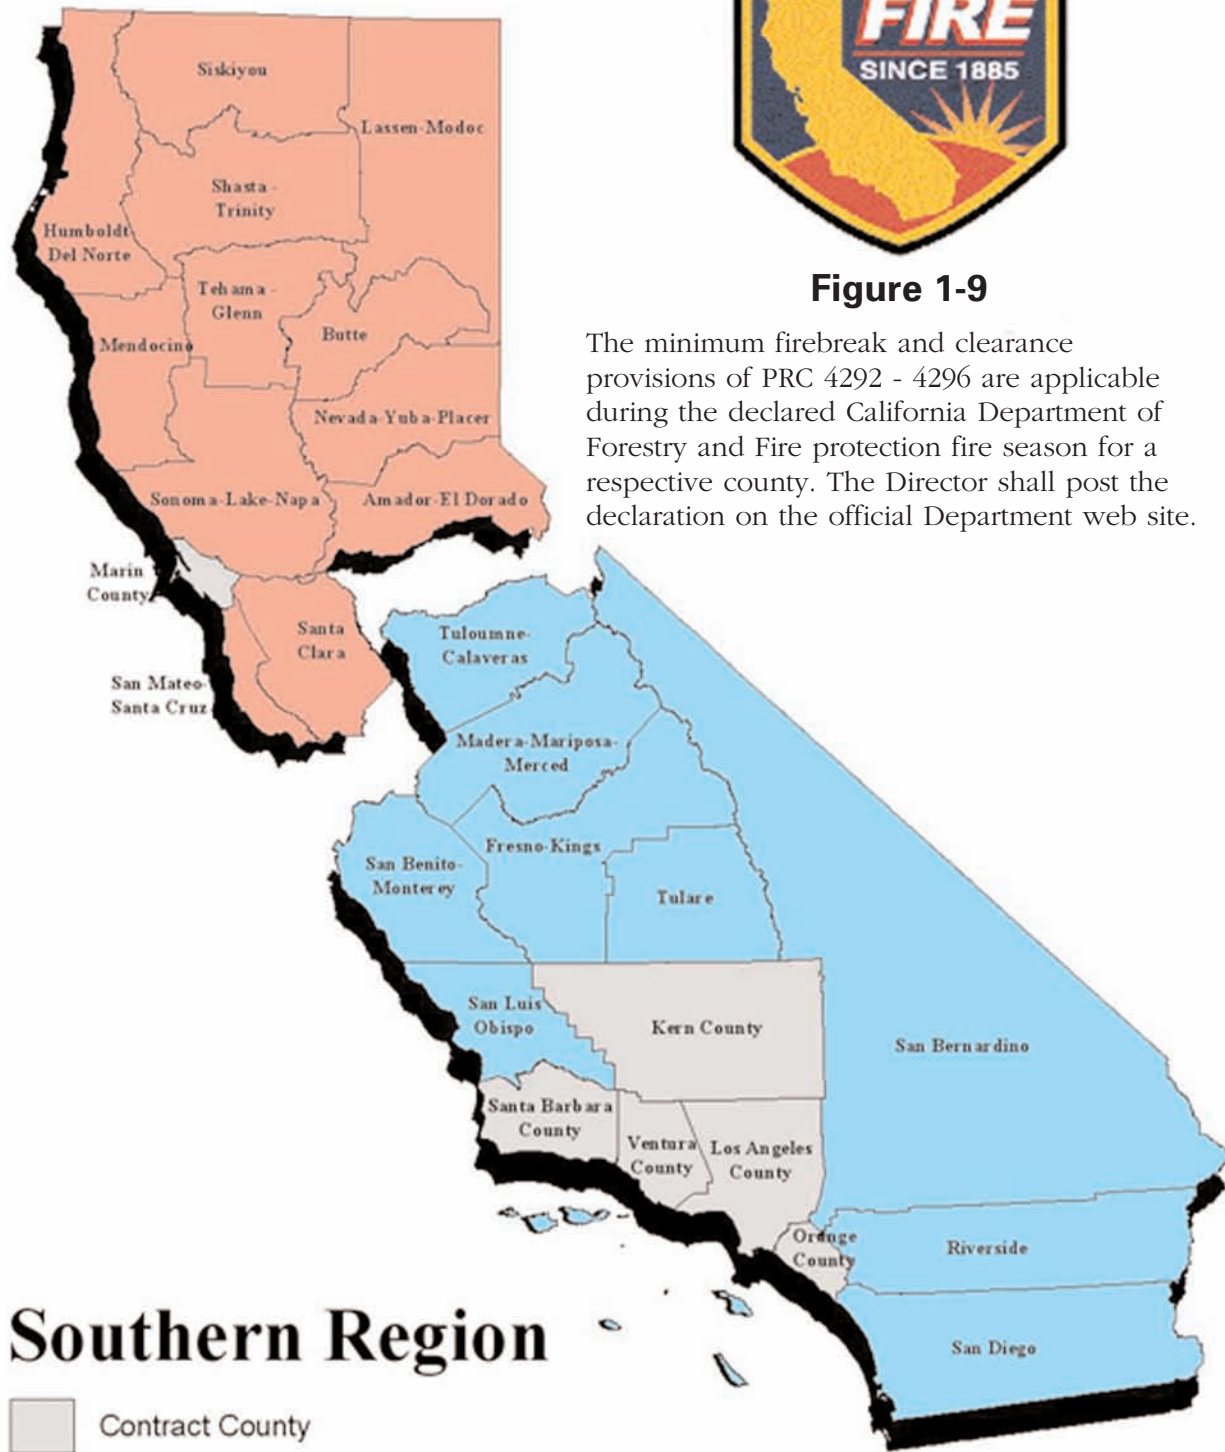 FIRE
SINCE 1885
Figure 1-9
The minimum firebreak and clearance
provisions of PRC 4292 - 4296 are applicable
during the declared California Department of
Forestry and Fire protection fire season for a
respective county. The Director shall post the
declaration on the official Department web site.
Siskiyou
Lassen-Modoc
Shasta -
Trinity
Humboldt
Del Norte
Tehama -
Glenn
Butte
Mendocino
Nevada-Yuba-Placer
Sonoma-Lake-Napa
Amador-El Dorado
Marin
County
Santa
Clara
San Mateo-
Santa Cruz
Tuloumne-
Calaveras
Madera-Mariposa-
Merced
Fresno-Kings
San Benito-
Monterey
Tulare
San Luis
Obispo
Kern County
San Bernardino
Santa Barbara
County
Ventura
County
Los Angeles
County
Orange
County
Riverside
San Diego
Southern Region
Contract County